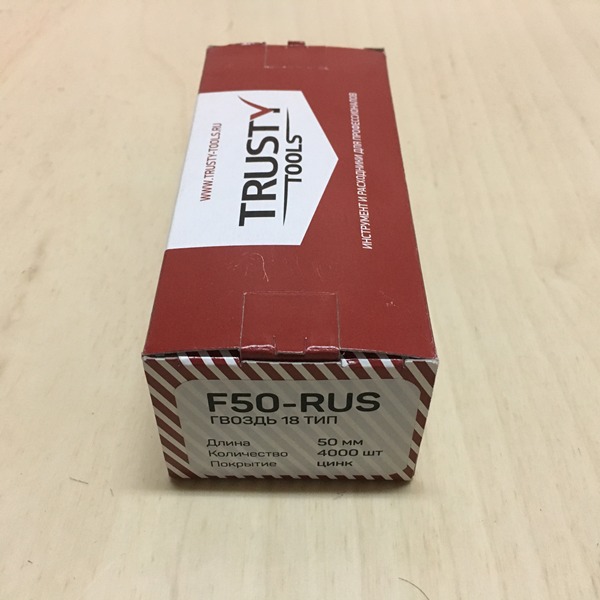 WWW.TRUSTY-TOOLS.RU
TRUSTY
TOOLS
ИНСТРУМЕНТ И РАСХОДНИКИ ДЛЯ ПРОФЕССИОНАЛОВ
F50-RUS
ГВОЗДЬ 18 ТИП
Длина 50 мм
Количество 4000 шт
Покрытие цинк